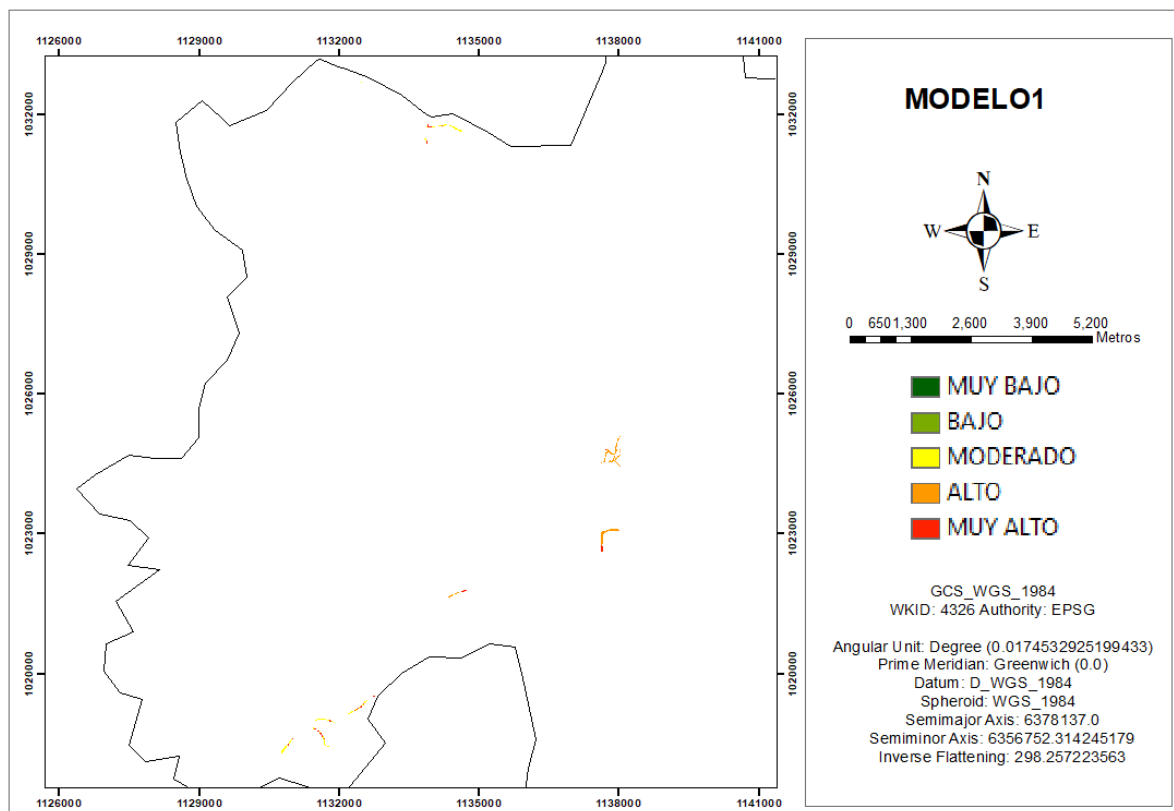 1126000 1129000 1132000 1135000 1138000 1141000
1032000 1032000
1029000 1029000
1026000 1026000
1023000 1023000
1020000 1020000
1126000 1129000 1132000 1135000 1138000 1141000
MODELO1
N
W E
S
0 650 1,300 2,600 3,900 5,200
Metros
MUY BAJO
BAJO
MODERADO
ALTO
MUY ALTO
GCS_WGS_1984
WKID: 4326 Authority: EPSG
Angular Unit: Degree (0.0174532925199433)
Prime Meridian: Greenwich (0.0)
Datum: D_WGS_1984
Spheroid: WGS_1984
Semimajor Axis: 6378137.0
Semiminor Axis: 6356752.314245179
Inverse Flattening: 298.257223563